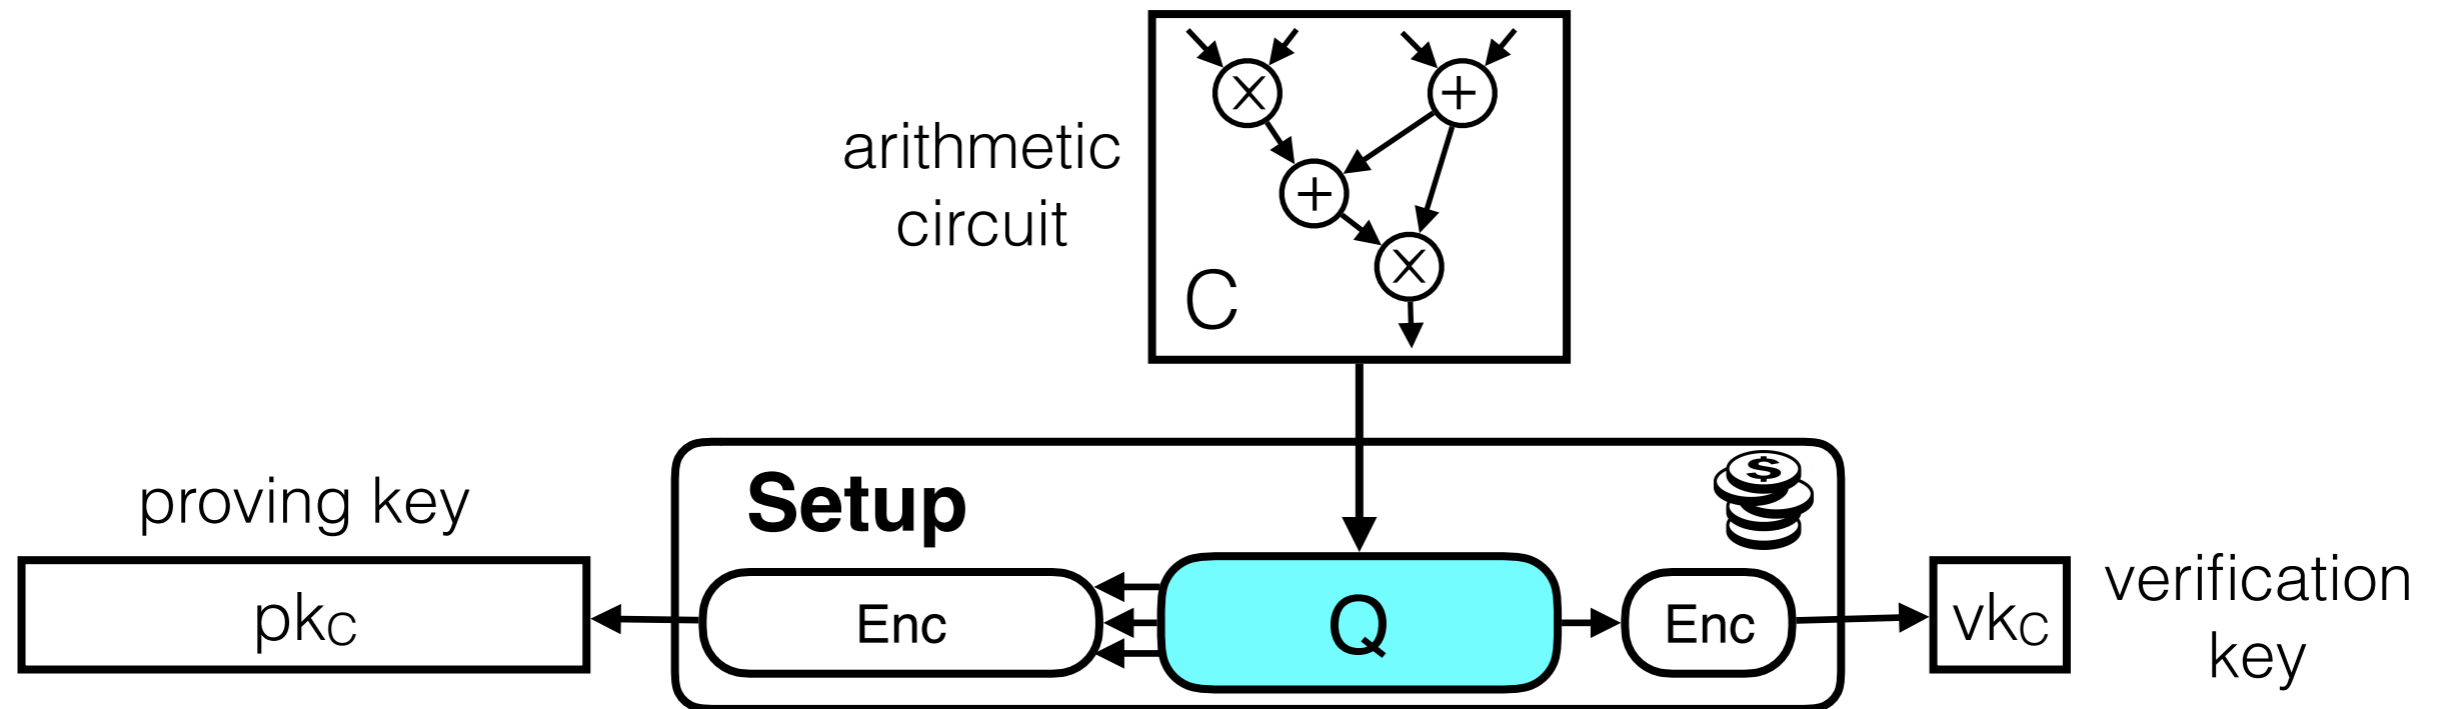 X
+
arithmetic
circuit
+
X
C
$
Setup
proving key
pkC
Enc
Q
Enc
vkC
verification
key